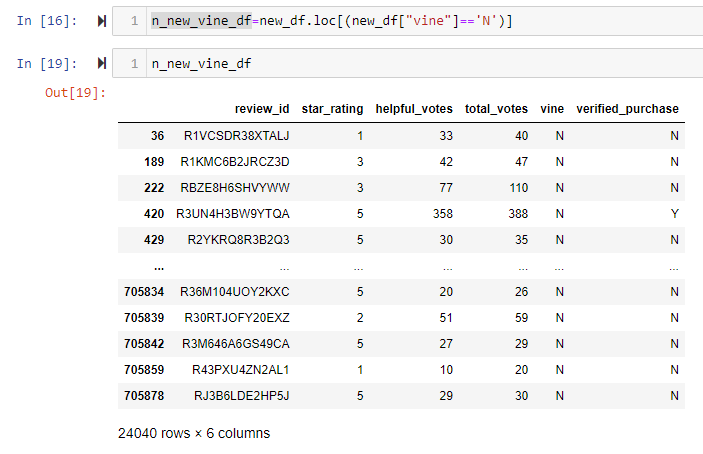 In [16]: 1 n_new_vine_df=new_df.loc[(new_df["vine"]=='N')]
In [19]: 1 n_new_vine_df
Out[19]:
review_id star_rating helpful_votes total_votes vine verified_purchase
36 R1VCSDR38XTALJ 1 33 40 N N
189 R1KMC6B2JRCZ3D 3 42 47 N N
222 RBZE8H6SHVYWW 3 77 110 N N
420 R3UN4H3BW9YTQA 5 358 388 N Y
429 R2YKRQ8R3B2Q3 5 30 35 N N
... ... ... ... ... ... ...
705834 R36M104UOY2KXC 5 20 26 N N
705839 R30RTJOFY20EXZ 2 51 59 N N
705842 R3M646A6GS49CA 5 27 29 N N
705859 R43PXU4ZN2AL1 1 10 20 N N
705878 RJ3B6LDE2HP5J 5 29 30 N N
24040 rows × 6 columns